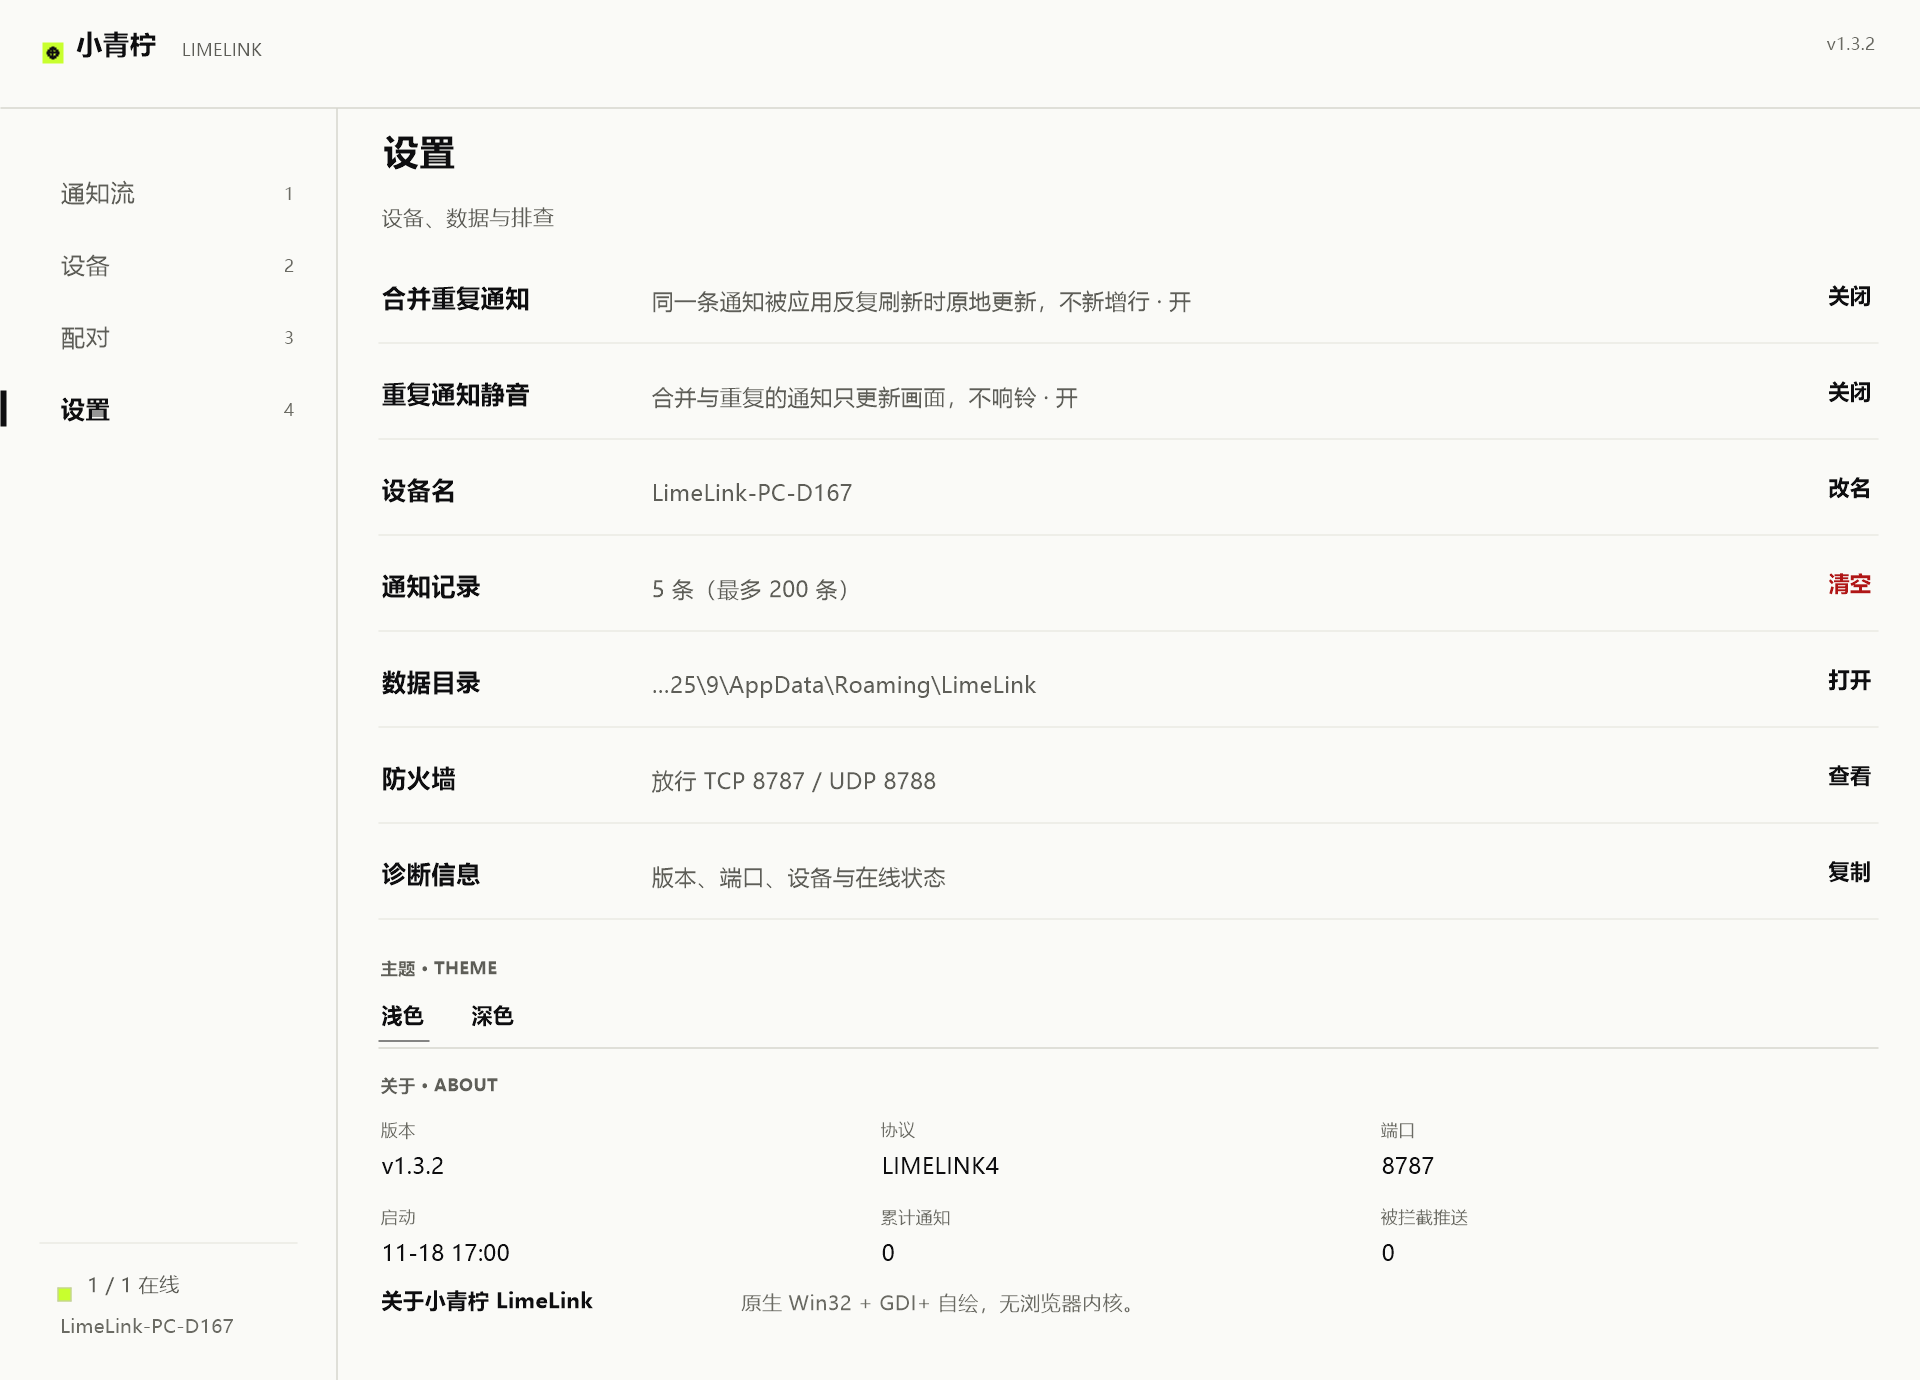 小青柠 LIMELINK v1.3.2
通知流 1
设备 2
配对 3
设置 4
1 / 1 在线
LimeLink-PC-D167
设置
设备、数据与排查
合并重复通知 同一条通知被应用反复刷新时原地更新，不新增行 · 开 关闭
重复通知静音 合并与重复的通知只更新画面，不响铃 · 开 关闭
设备名 LimeLink-PC-D167 改名
通知记录 5 条（最多 200 条） 清空
数据目录 ...25\9\AppData\Roaming\LimeLink 打开
防火墙 放行 TCP 8787 / UDP 8788 查看
诊断信息 版本、端口、设备与在线状态 复制
主题 • THEME
浅色 深色
关于 • ABOUT
版本 协议 端口
v1.3.2 LIMELINK4 8787
启动 累计通知 被拦截推送
11-18 17:00 0 0
关于小青柠 LimeLink 原生 Win32 + GDI+ 自绘，无浏览器内核。